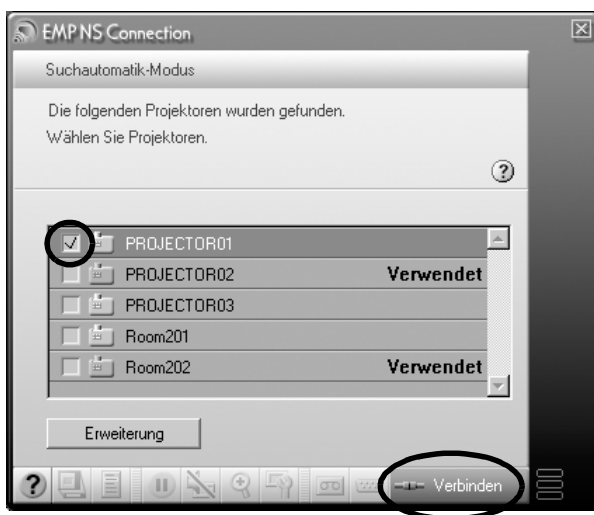 EMP NS Connection
Suchautomatik-Modus
Die folgenden Projektoren wurden gefunden.
Wählen Sie Projektoren.
?
PROJECTOR01
PROJECTOR02 Verwendet
PROJECTOR03
Room201
Room202 Verwendet
Erweiterung
? Verbinden